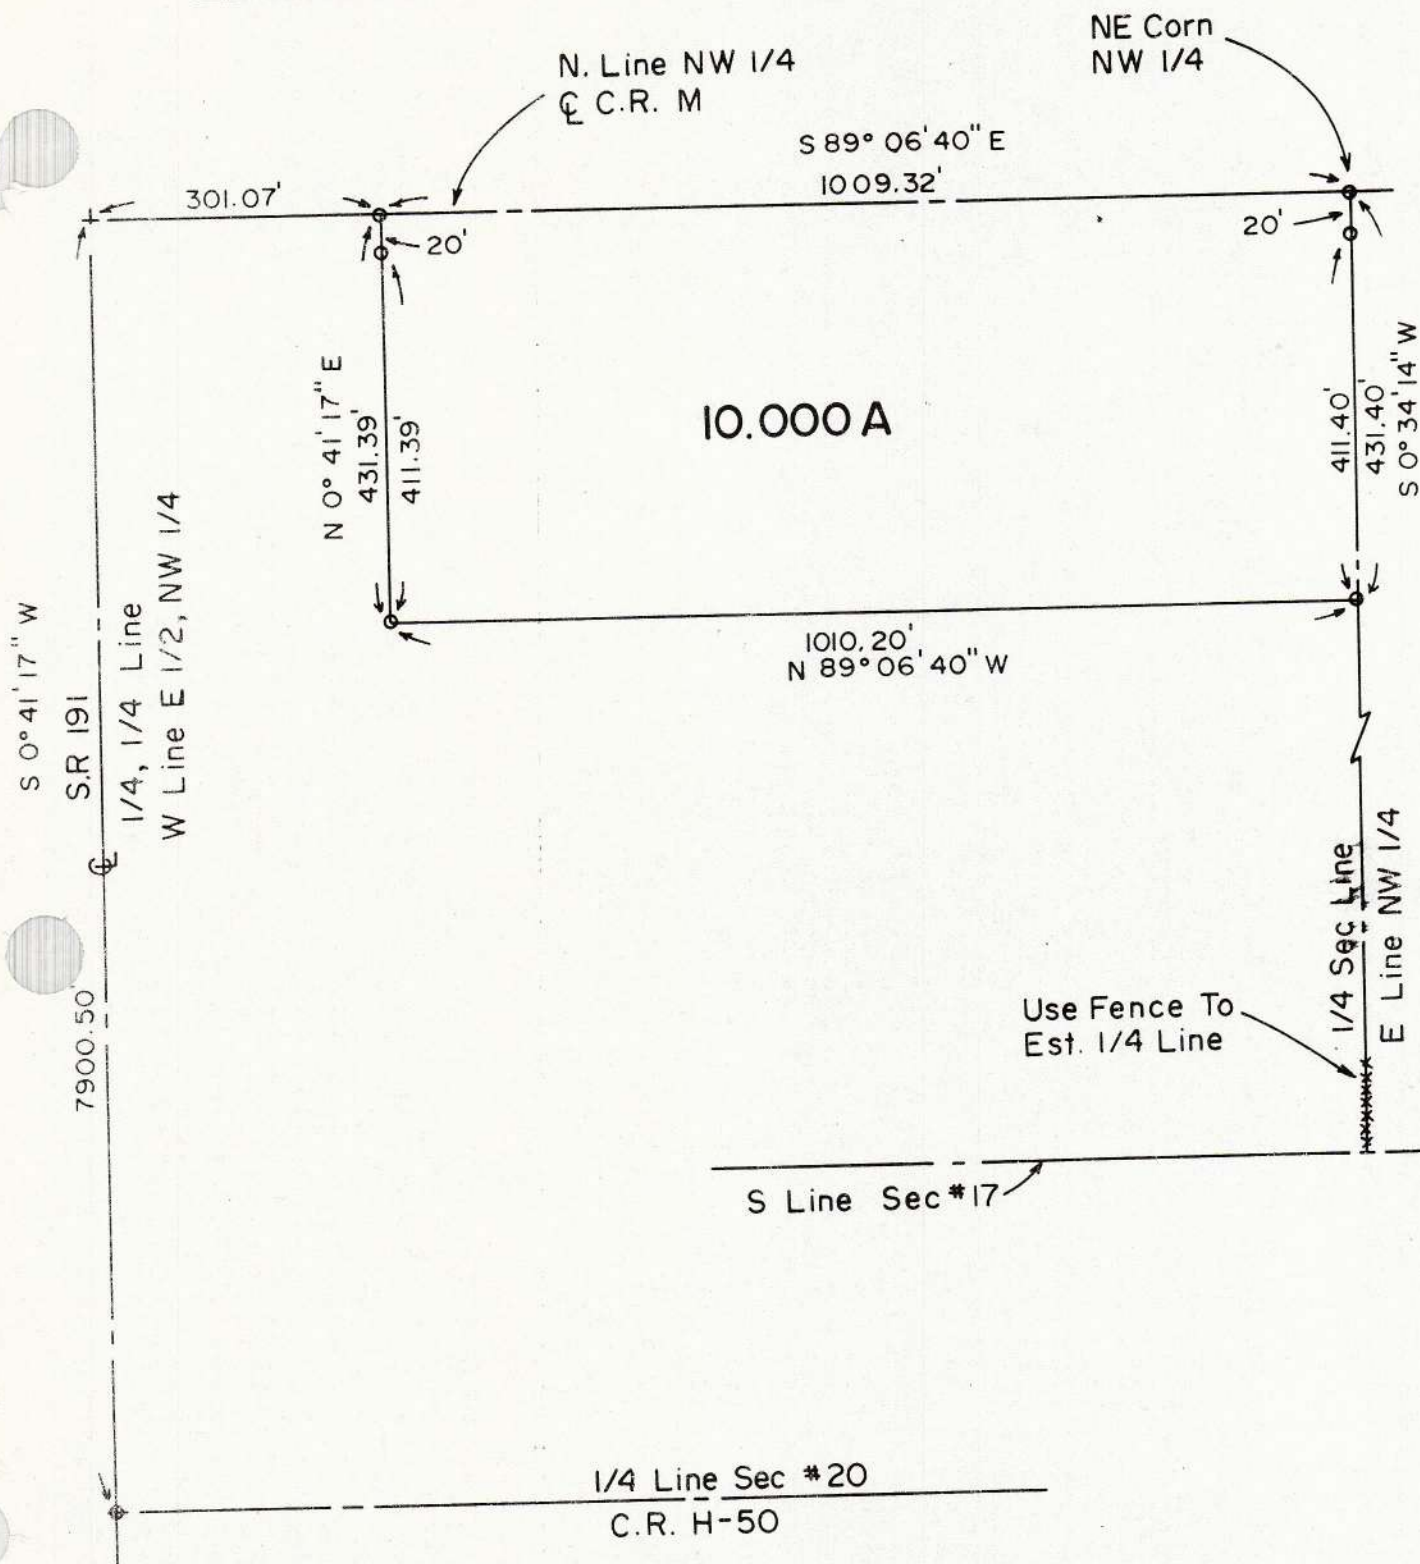 NE Corn
NW 1/4
N. Line NW 1/4
℄ C.R. M
S 89° 06' 40" E
1009.32'
301.07'
20'
20'
N 0° 41' 17" E
431.39'
411.39'
10.000 A
411.40'
431.40'
S 0° 34' 14" W
1010.20'
N 89° 06' 40" W
S 0° 41' 17" W
S.R 191
1/4, 1/4 Line
W Line E 1/2, NW 1/4
℄
7900.50'
1/4 Sec Line
E Line NW 1/4
Use Fence To
Est. 1/4 Line
S Line Sec #17
1/4 Line Sec #20
C.R. H-50